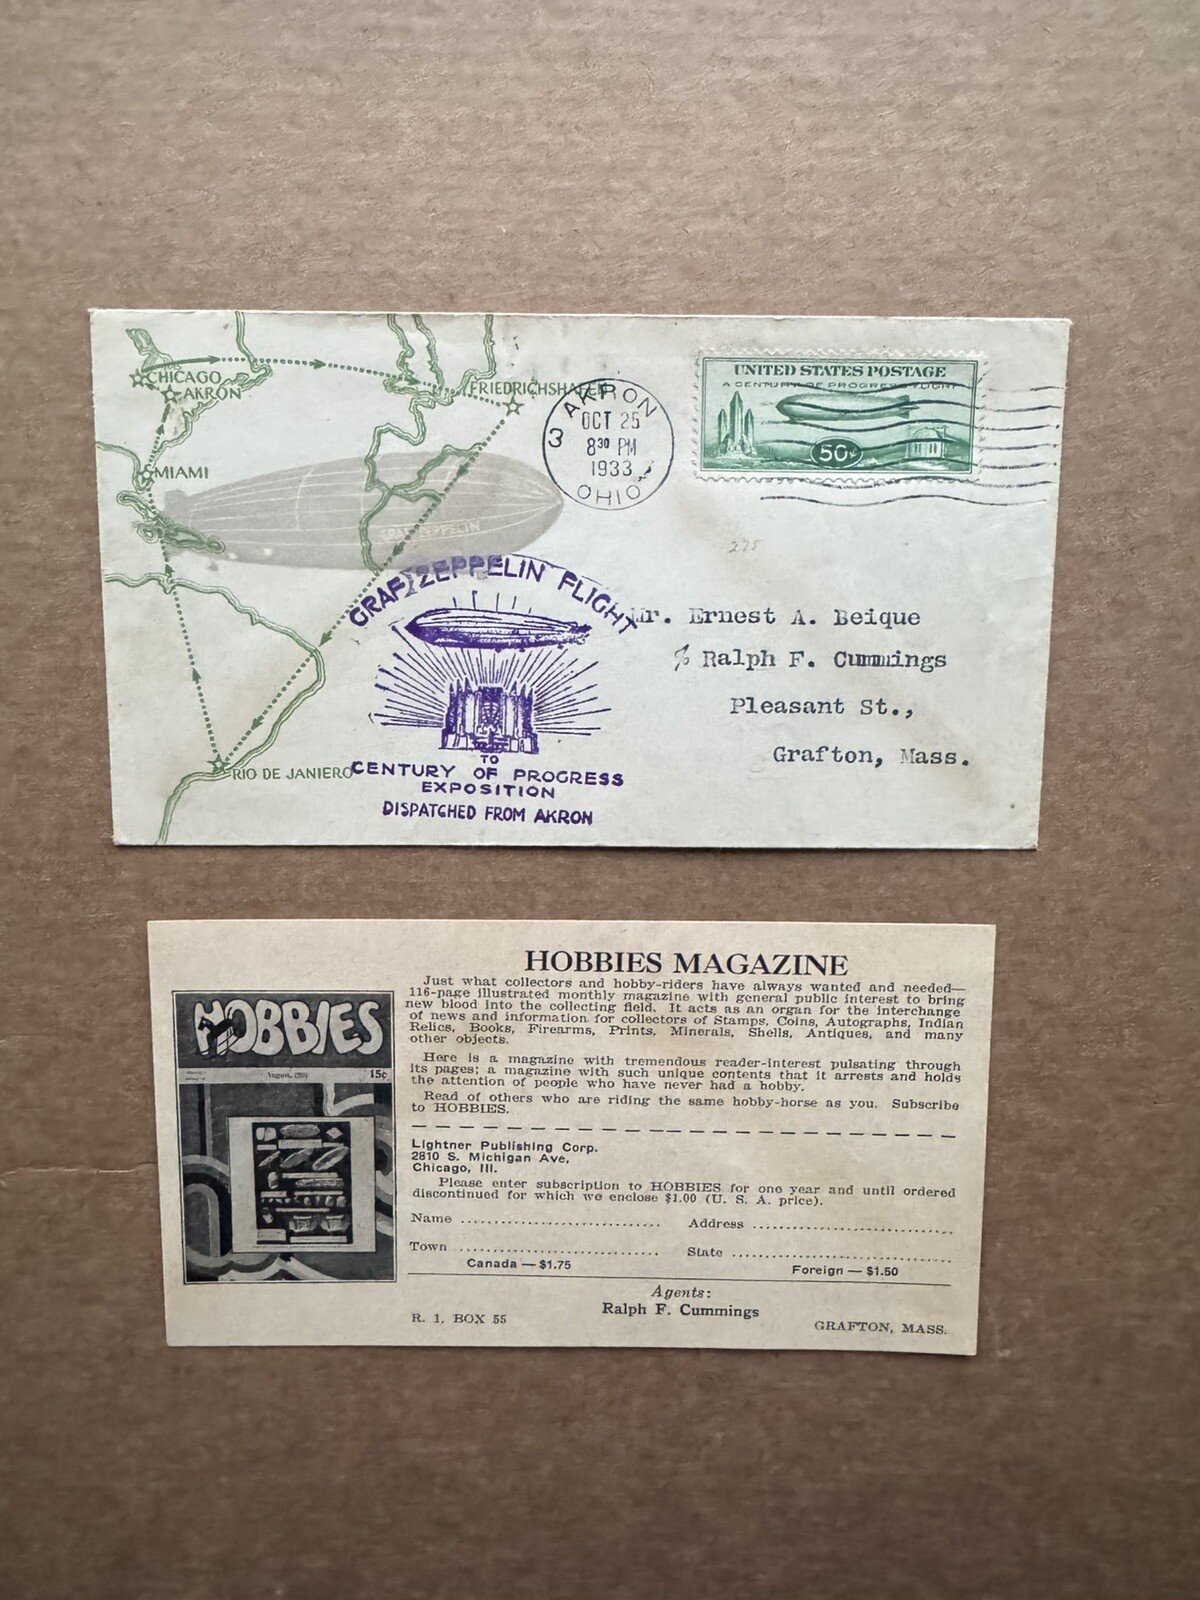 CHICAGO
AKRON
FRIEDRICHSHAFEN
MIAMI
RIO DE JANIERO
GRAF ZEPPELIN
AKRON
OCT 25
3
8³⁰ PM
1933
OHIO
UNITED STATES POSTAGE
A CENTURY OF PROGRESS FLIGHT
50¢
275
GRAF ZEPPELIN FLIGHT
TO
CENTURY OF PROGRESS
EXPOSITION
DISPATCHED FROM AKRON
Mr. Ernest A. Beique
% Ralph F. Cummings
Pleasant St.,
Grafton, Mass.
HOBBIES
15c
HOBBIES MAGAZINE
Just what collectors and hobby-riders have always wanted and needed—
116-page illustrated monthly magazine with general public interest to bring
new blood into the collecting field. It acts as an organ for the interchange
of news and information for collectors of Stamps, Coins, Autographs, Indian
Relics, Books, Firearms, Prints, Minerals, Shells, Antiques, and many
other objects.
Here is a magazine with tremendous reader-interest pulsating through
its pages; a magazine with such unique contents that it arrests and holds
the attention of people who have never had a hobby.
Read of others who are riding the same hobby-horse as you. Subscribe
to HOBBIES.
Lightner Publishing Corp.
2810 S. Michigan Ave,
Chicago, Ill.
Please enter subscription to HOBBIES for one year and until ordered
discontinued for which we enclose $1.00 (U. S. A. price).
Name ........................................ Address ........................................
Town ........................................ State ........................................
Canada — $1.75 Foreign — $1.50
Agents:
Ralph F. Cummings
R. 1, BOX 55 GRAFTON, MASS.